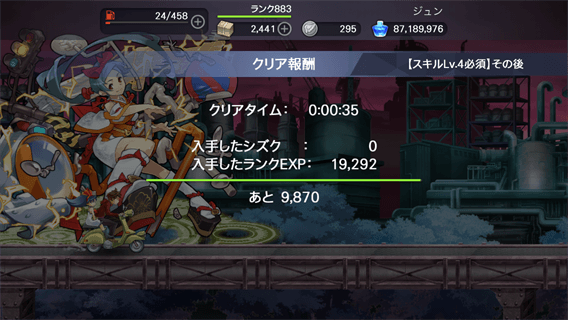 ランク883
24/458
2,441
295
ジュン
87,189,976
クリア報酬
【スキルLv.4必須】その後
クリアタイム： 0:00:35
入手したシズク ： 0
入手したランクEXP： 19,292
あと 9,870